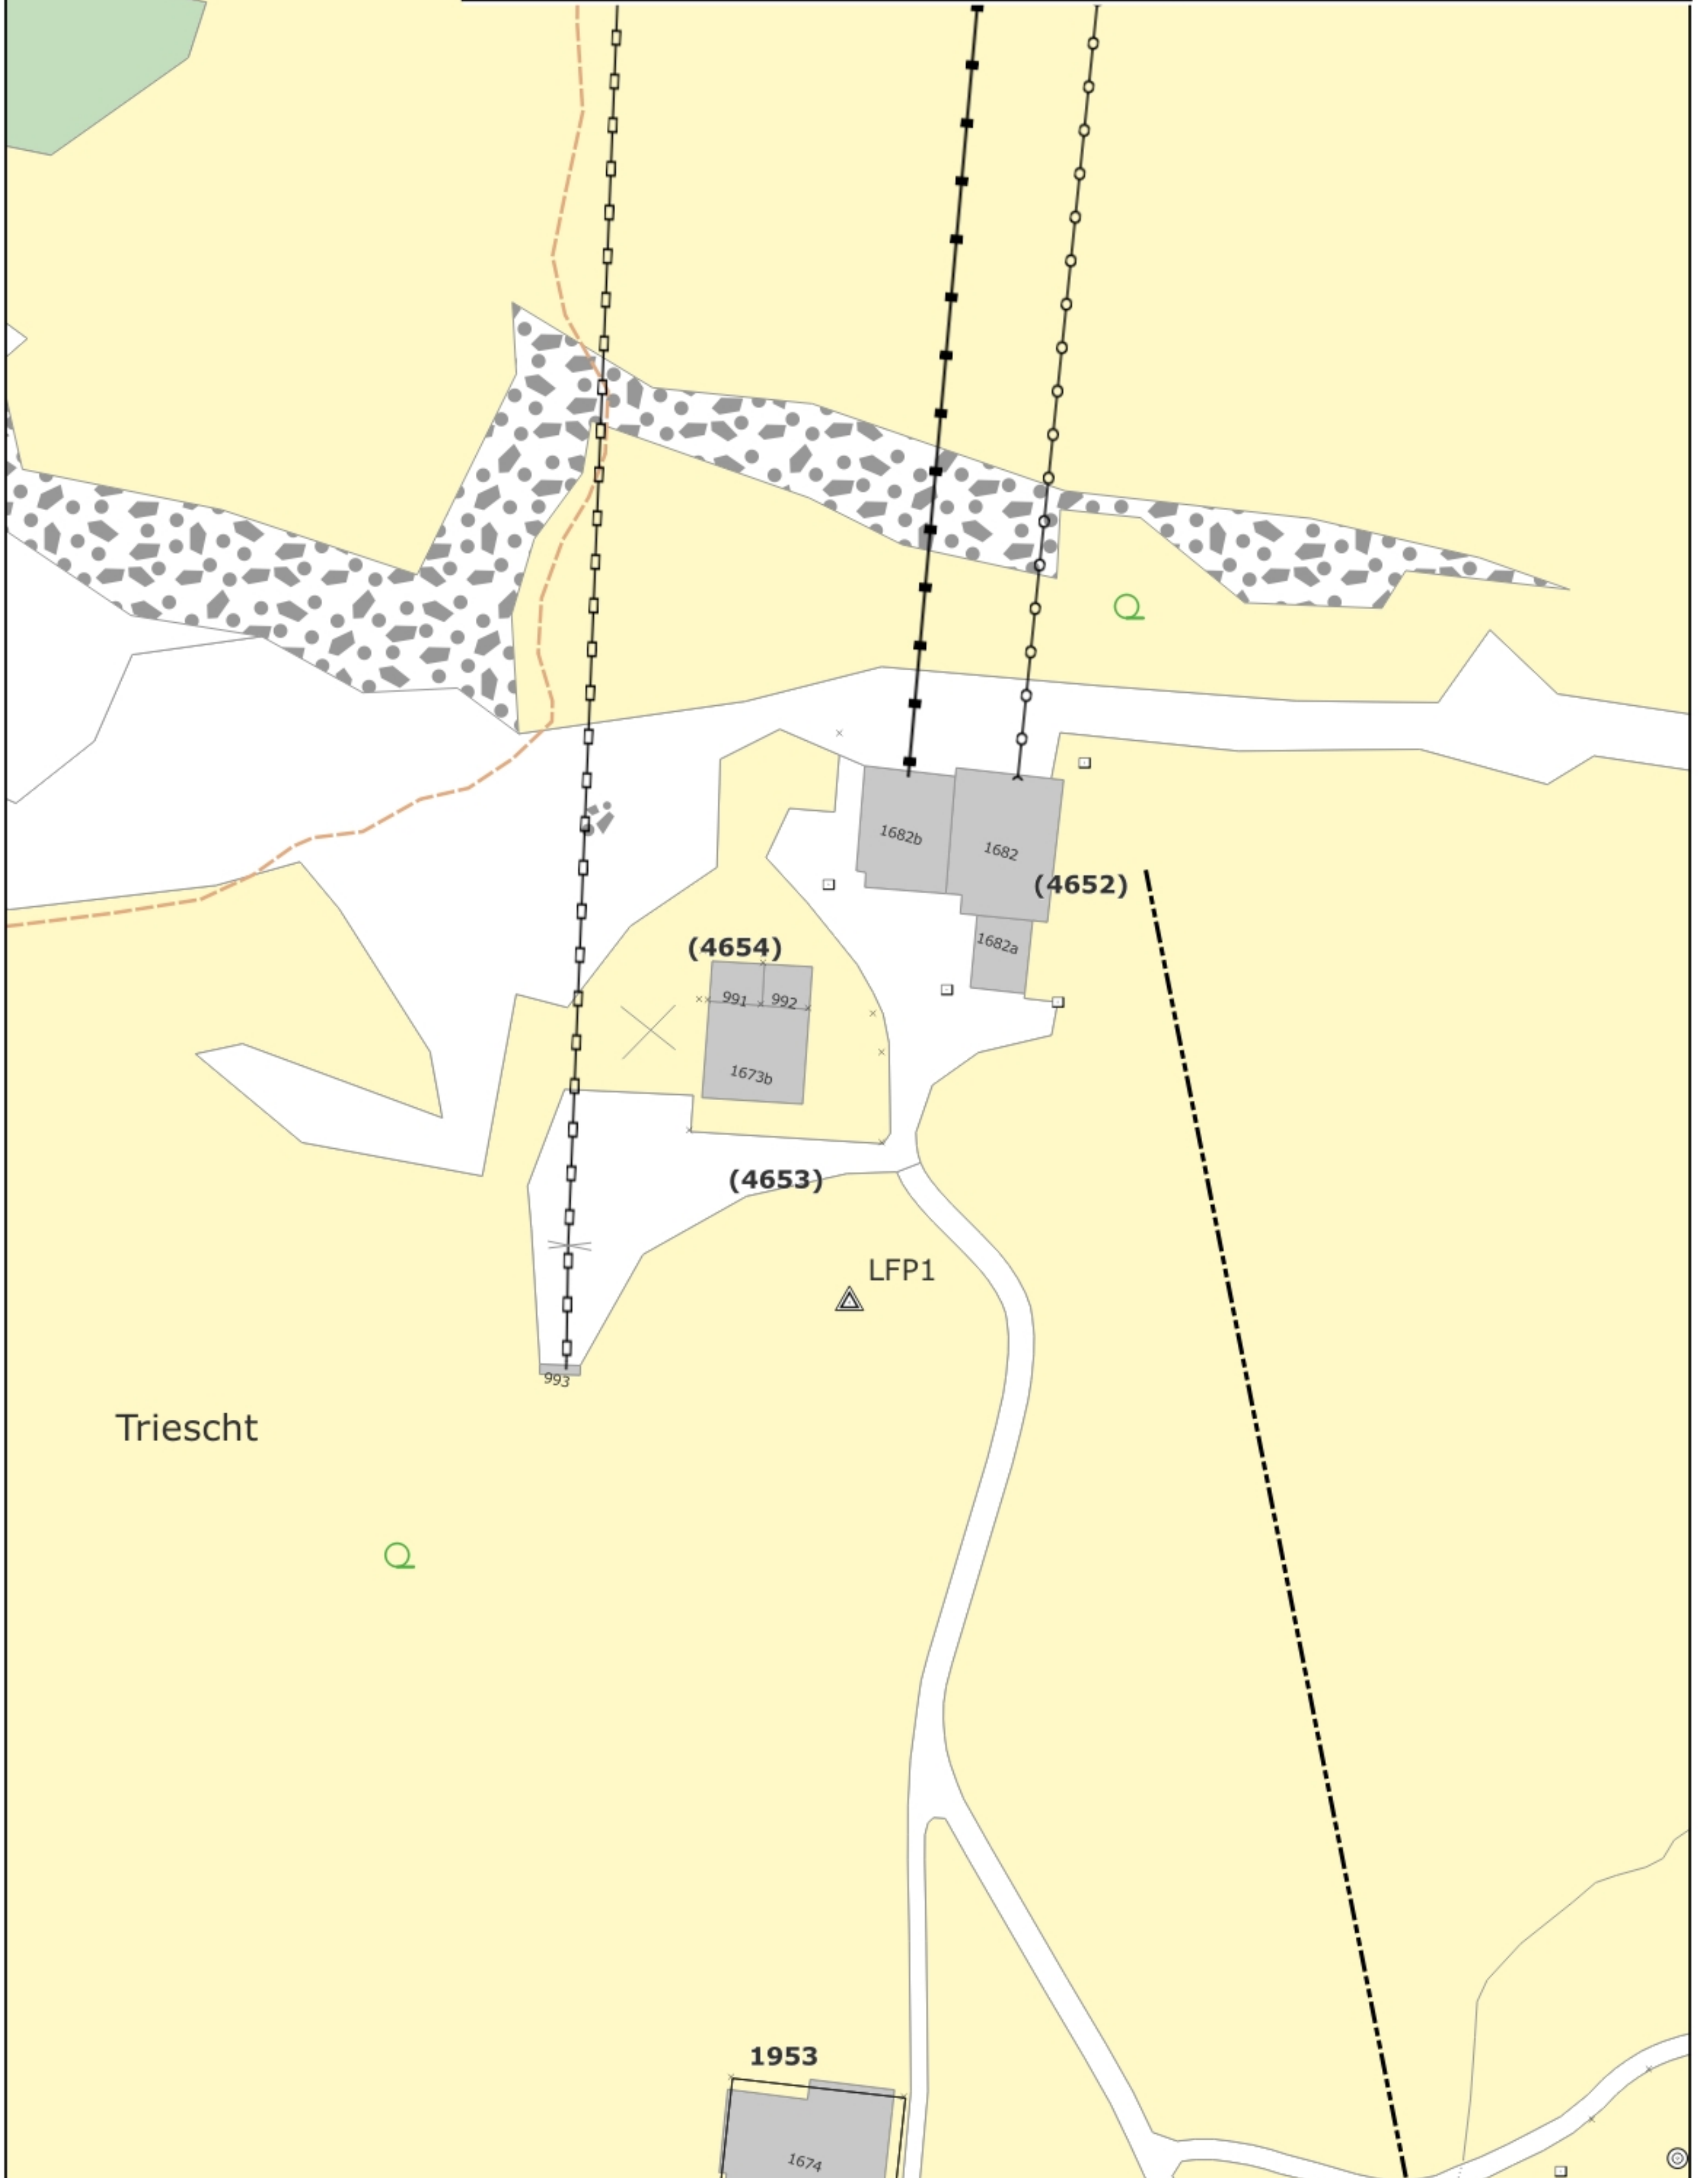 1682b
1682
(4652)
1682a
(4654)
991
992
1673b
(4653)
LFP1
993
Triescht
1953
1674